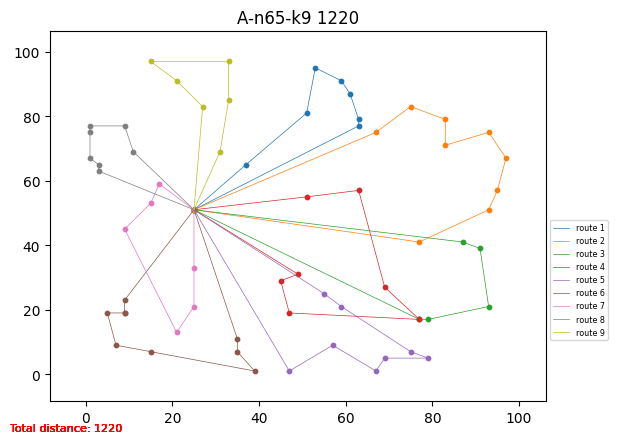 A-n65-k9 1220
100
80
60
40
20
0
0 20 40 60 80 100
route 1
route 2
route 3
route 4
route 5
route 6
route 7
route 8
route 9
Total distance: 1220